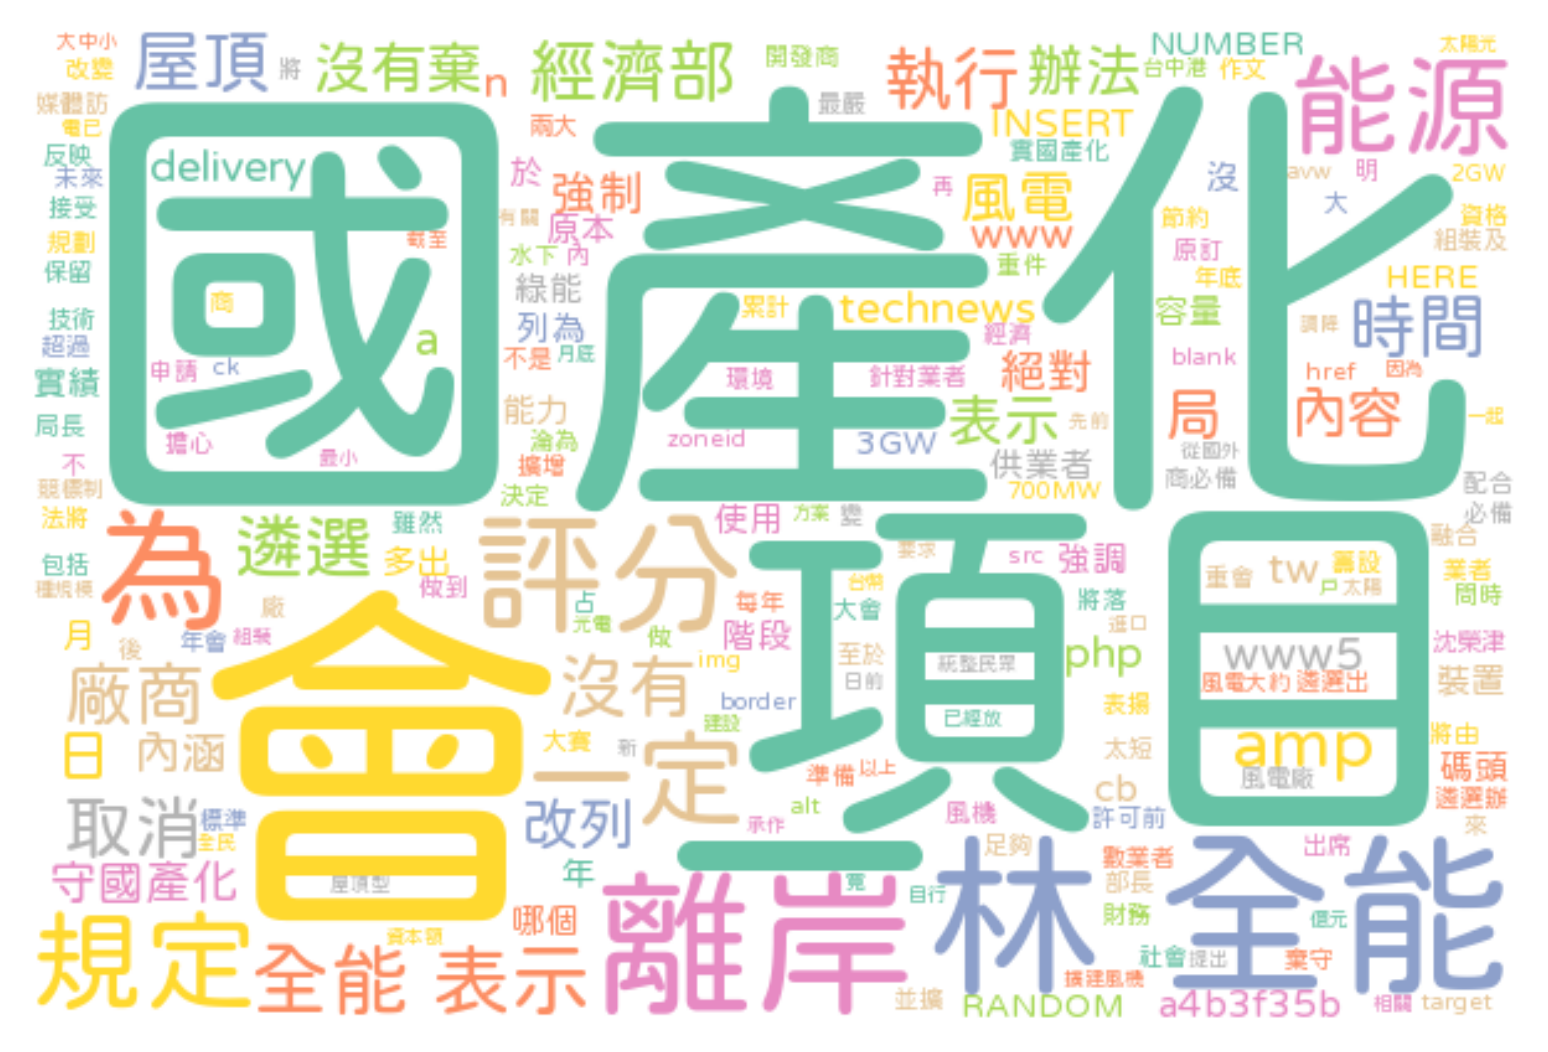 大中小
屋頂
將
沒有棄
n
經濟部
開發商
執行
辦法
NUMBER
台中港
作文
太陽光
改變
能源
媒體訪
電已
兩大
最嚴
INSERT
實國產化
反映
未來
delivery
國產化
於
強制
再
風電
沒
avw
明
2GW
接受
有關
原本
www
大
節約
資格
規劃
截至
水下
內
重件
原訂
組裝及
保留
綠能
年底
HERE
商
累計
technews
容量
技術
列為
經濟
調降
時間
超過
a
不是
月底
blank
申請
ck
環境
針對業者
絕對
href
因為
實績
能力
表示
先前
局
內容
一起
局長
擔心
淪為
zoneid
3GW
從國外
不
最小
擴增
供業者
商必備
配合
競標制
決定
700MW
必備
法將
為
遴選
雖然
評分
使用
方案
變
項目
融合
包括
多出
要求
src
強調
重會
tw
籌設
業者
種規模
做到
台幣
戶
太陽
同時
廠
占
每年
大會
將落
月
後
年會
組裝
元電
做
階段
進口
沈榮津
會
沒有
img
至於
統整民眾
php
www5
廠商
日前
風電大約
遴選出
裝置
border
表揚
日
內涵
建設
已經放
將由
大賽
新
太短
amp
一定
準備
以上
風電廠
碼頭
取消
標準
改列
alt
cb
遴選辦
全民
承作
風機
許可前
來
守國產化
屋頂型
年
寬
足夠
數業者
出席
離岸
自行
林
部長
全能
規定
哪個
財務
億元
資本額
全能
表示
社會
提出
棄守
擴建風機
並擴
RANDOM
a4b3f35b
相關
target